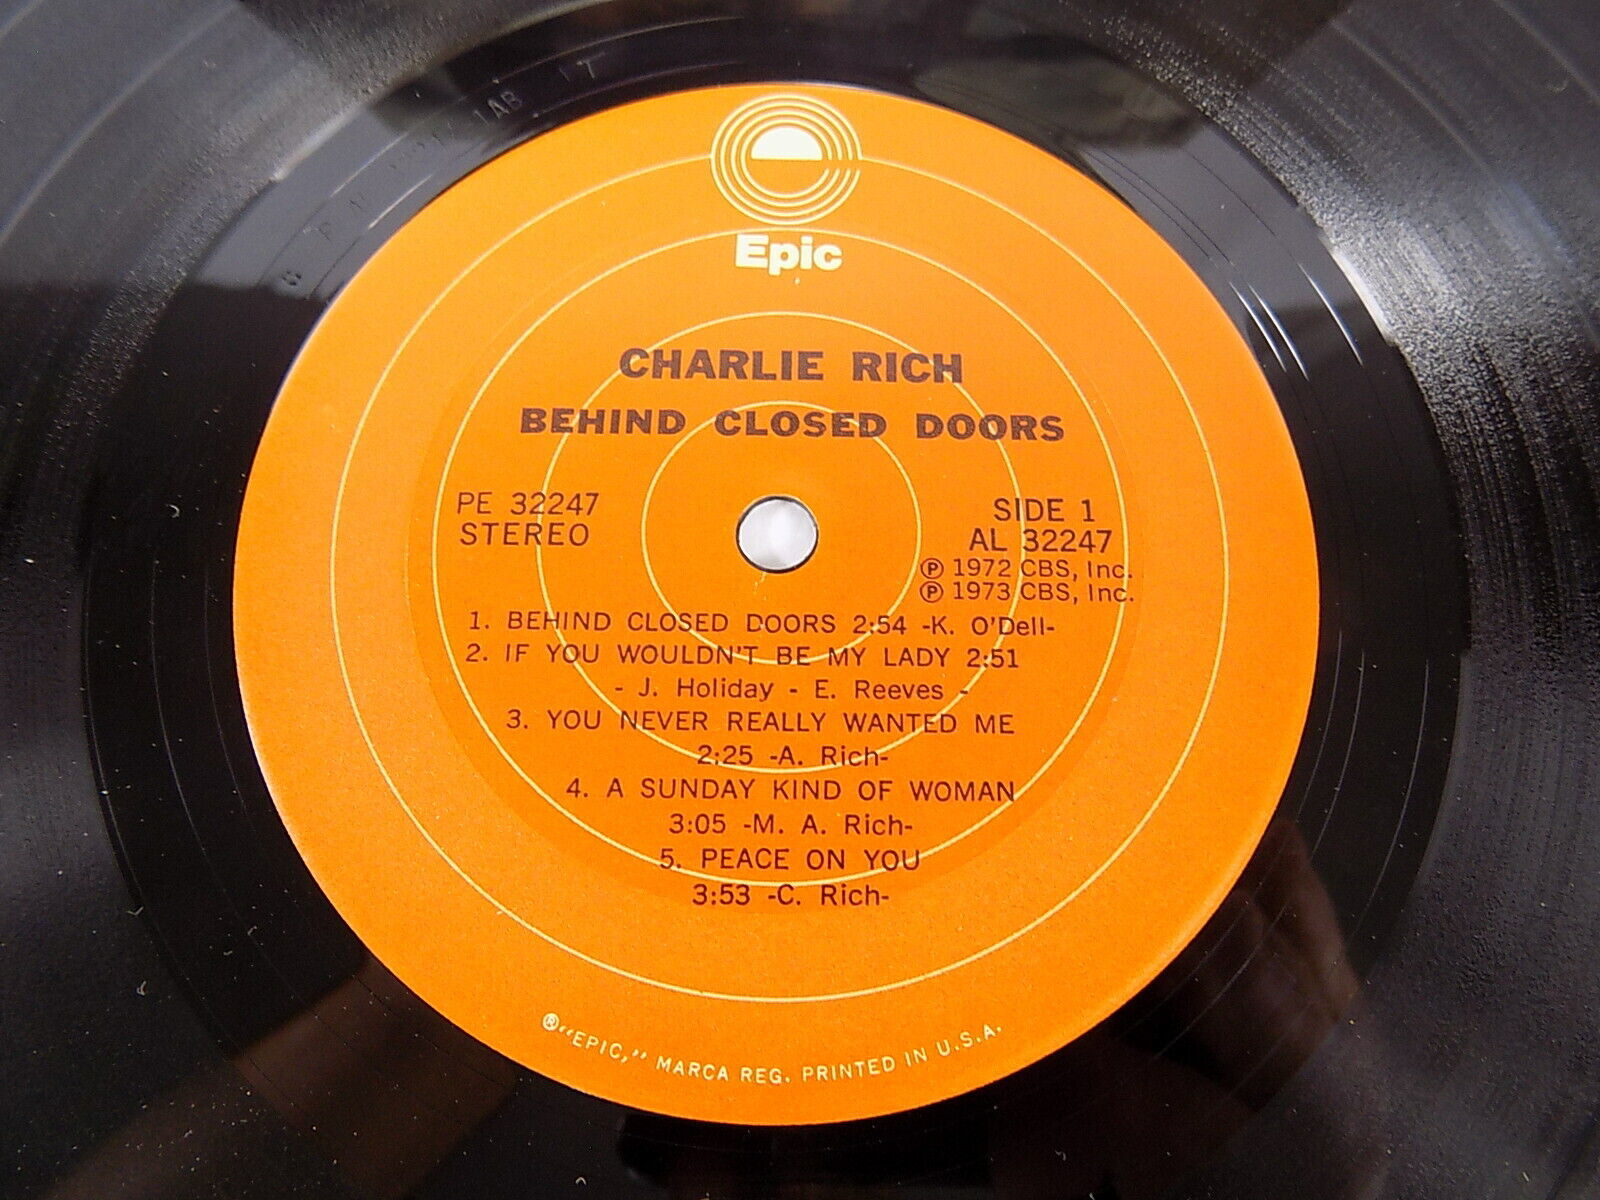 1AB
Epic
CHARLIE RICH
BEHIND CLOSED DOORS
PE 32247
STEREO
SIDE 1
AL 32247
Ⓟ 1972 CBS, Inc.
Ⓟ 1973 CBS, Inc.
1. BEHIND CLOSED DOORS 2:54 -K. O'Dell-
2. IF YOU WOULDN'T BE MY LADY 2:51
- J. Holiday - E. Reeves -
3. YOU NEVER REALLY WANTED ME
2:25 -A. Rich-
4. A SUNDAY KIND OF WOMAN
3:05 -M. A. Rich-
5. PEACE ON YOU
3:53 -C. Rich-
®"EPIC," MARCA REG. PRINTED IN U.S.A.